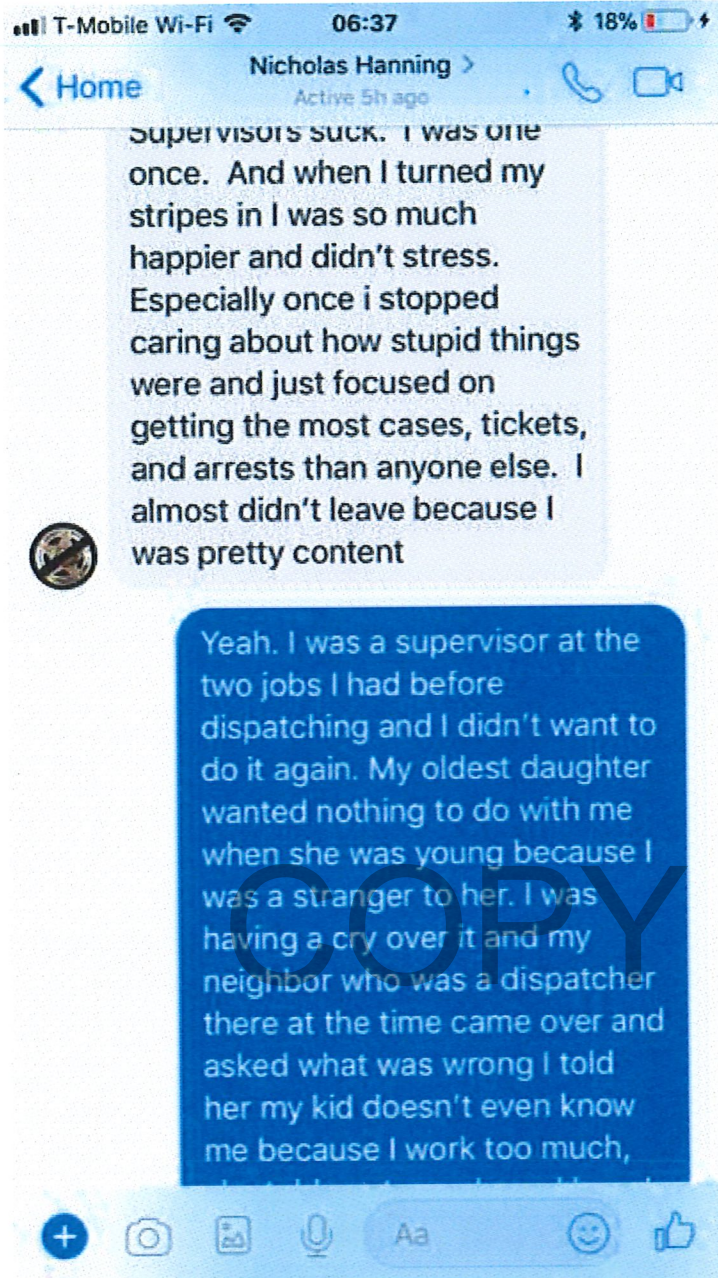 T-Mobile Wi-Fi 06:37 18%
Home Nicholas Hanning >
Active 5h ago
Supervisors suck. I was one
once. And when I turned my
stripes in I was so much
happier and didn't stress.
Especially once i stopped
caring about how stupid things
were and just focused on
getting the most cases, tickets,
and arrests than anyone else. I
almost didn't leave because I
was pretty content
Yeah. I was a supervisor at the
two jobs I had before
dispatching and I didn't want to
do it again. My oldest daughter
wanted nothing to do with me
when she was young because I
was a stranger to her. I was
having a cry over it and my
neighbor who was a dispatcher
there at the time came over and
asked what was wrong I told
her my kid doesn't even know
me because I work too much,
COPY
Aa